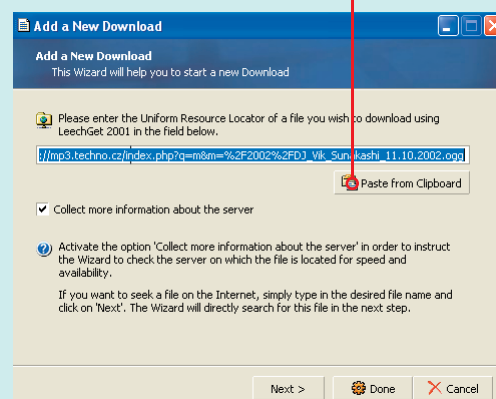 Add a New Download
Add a New Download
This Wizard will help you to start a new Download
Please enter the Uniform Resource Locator of a file you wish to download using
LeechGet 2001 in the field below.
://mp3.techno.cz/index.php?q=m&m=%2F2002%2FDJ_Vik_Sunakashi_11.10.2002.ogg
Paste from Clipboard
Collect more information about the server
Activate the option 'Collect more information about the server' in order to instruct
the Wizard to check the server on which the file is located for speed and
availability.
If you want to seek a file on the Internet, simply type in the desired file name and
click on 'Next'. The Wizard will directly search for this file in the next step.
Next >
Done
Cancel